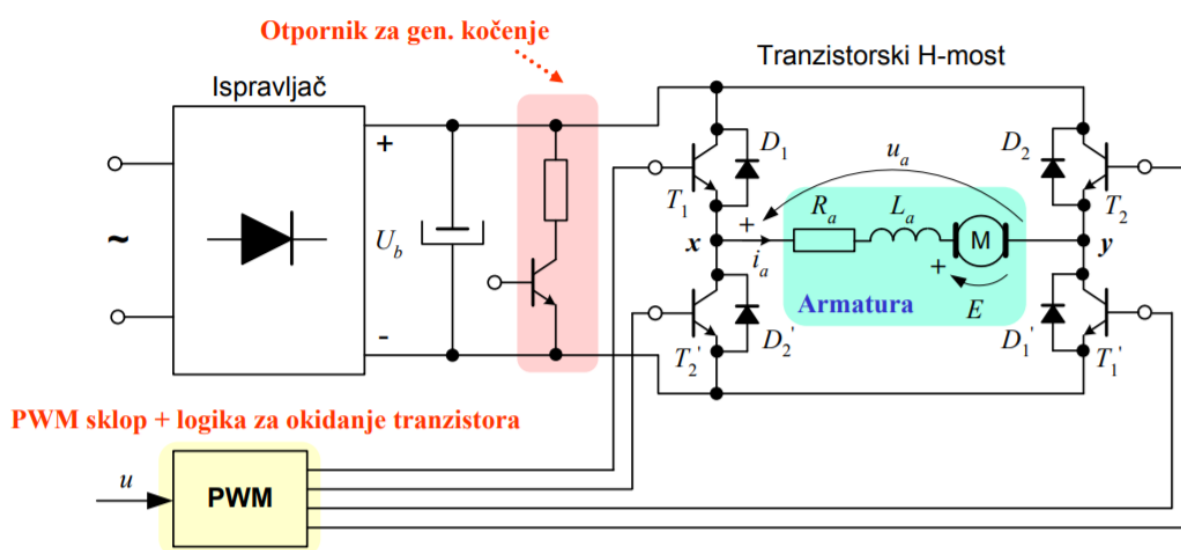 Otpornik za gen. kočenje
Tranzistorski H-most
Ispravljač
+
U_b
-
~
D_1
T_1
u_a
D_2
T_2
+
R_a
L_a
M
x
i_a
+
E
y
Armatura
T_2'
D_2'
D_1'
T_1'
PWM sklop + logika za okidanje tranzistora
u
PWM